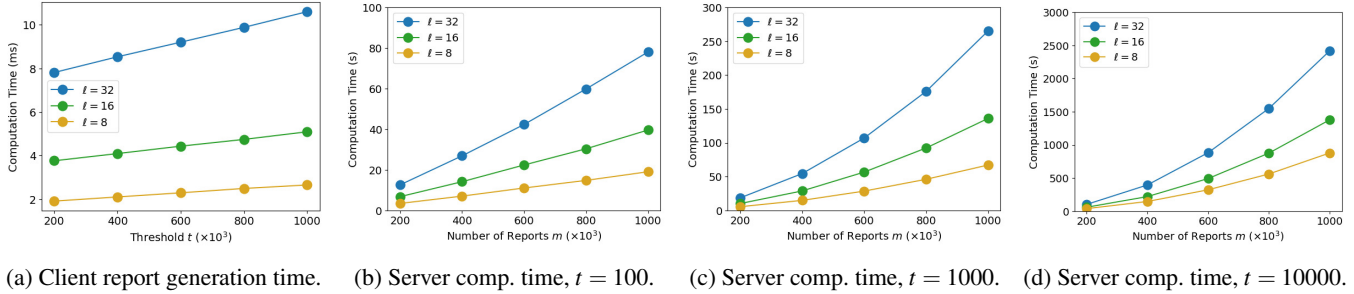 Computation Time (ms)
10
8
6
4
2
ℓ = 32
ℓ = 16
ℓ = 8
200 400 600 800 1000
Threshold t (×10³)
(a) Client report generation time.
Computation Time (s)
100
80
60
40
20
0
ℓ = 32
ℓ = 16
ℓ = 8
200 400 600 800 1000
Number of Reports m (×10³)
(b) Server comp. time, t = 100.
Computation Time (s)
300
250
200
150
100
50
0
ℓ = 32
ℓ = 16
ℓ = 8
200 400 600 800 1000
Number of Reports m (×10³)
(c) Server comp. time, t = 1000.
Computation Time (s)
3000
2500
2000
1500
1000
500
0
ℓ = 32
ℓ = 16
ℓ = 8
200 400 600 800 1000
Number of Reports m (×10³)
(d) Server comp. time, t = 10000.